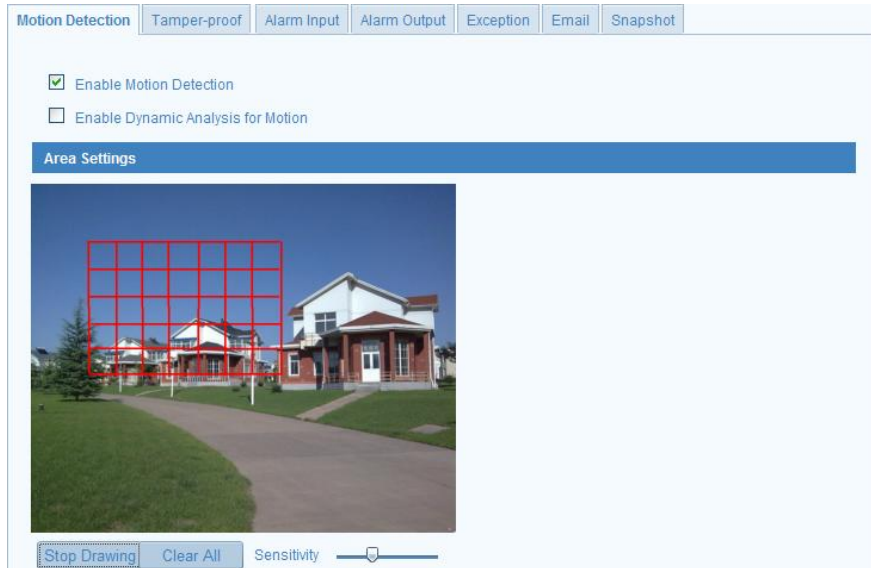 Motion Detection Tamper-proof Alarm Input Alarm Output Exception Email Snapshot
Enable Motion Detection
Enable Dynamic Analysis for Motion
Area Settings
Stop Drawing Clear All Sensitivity